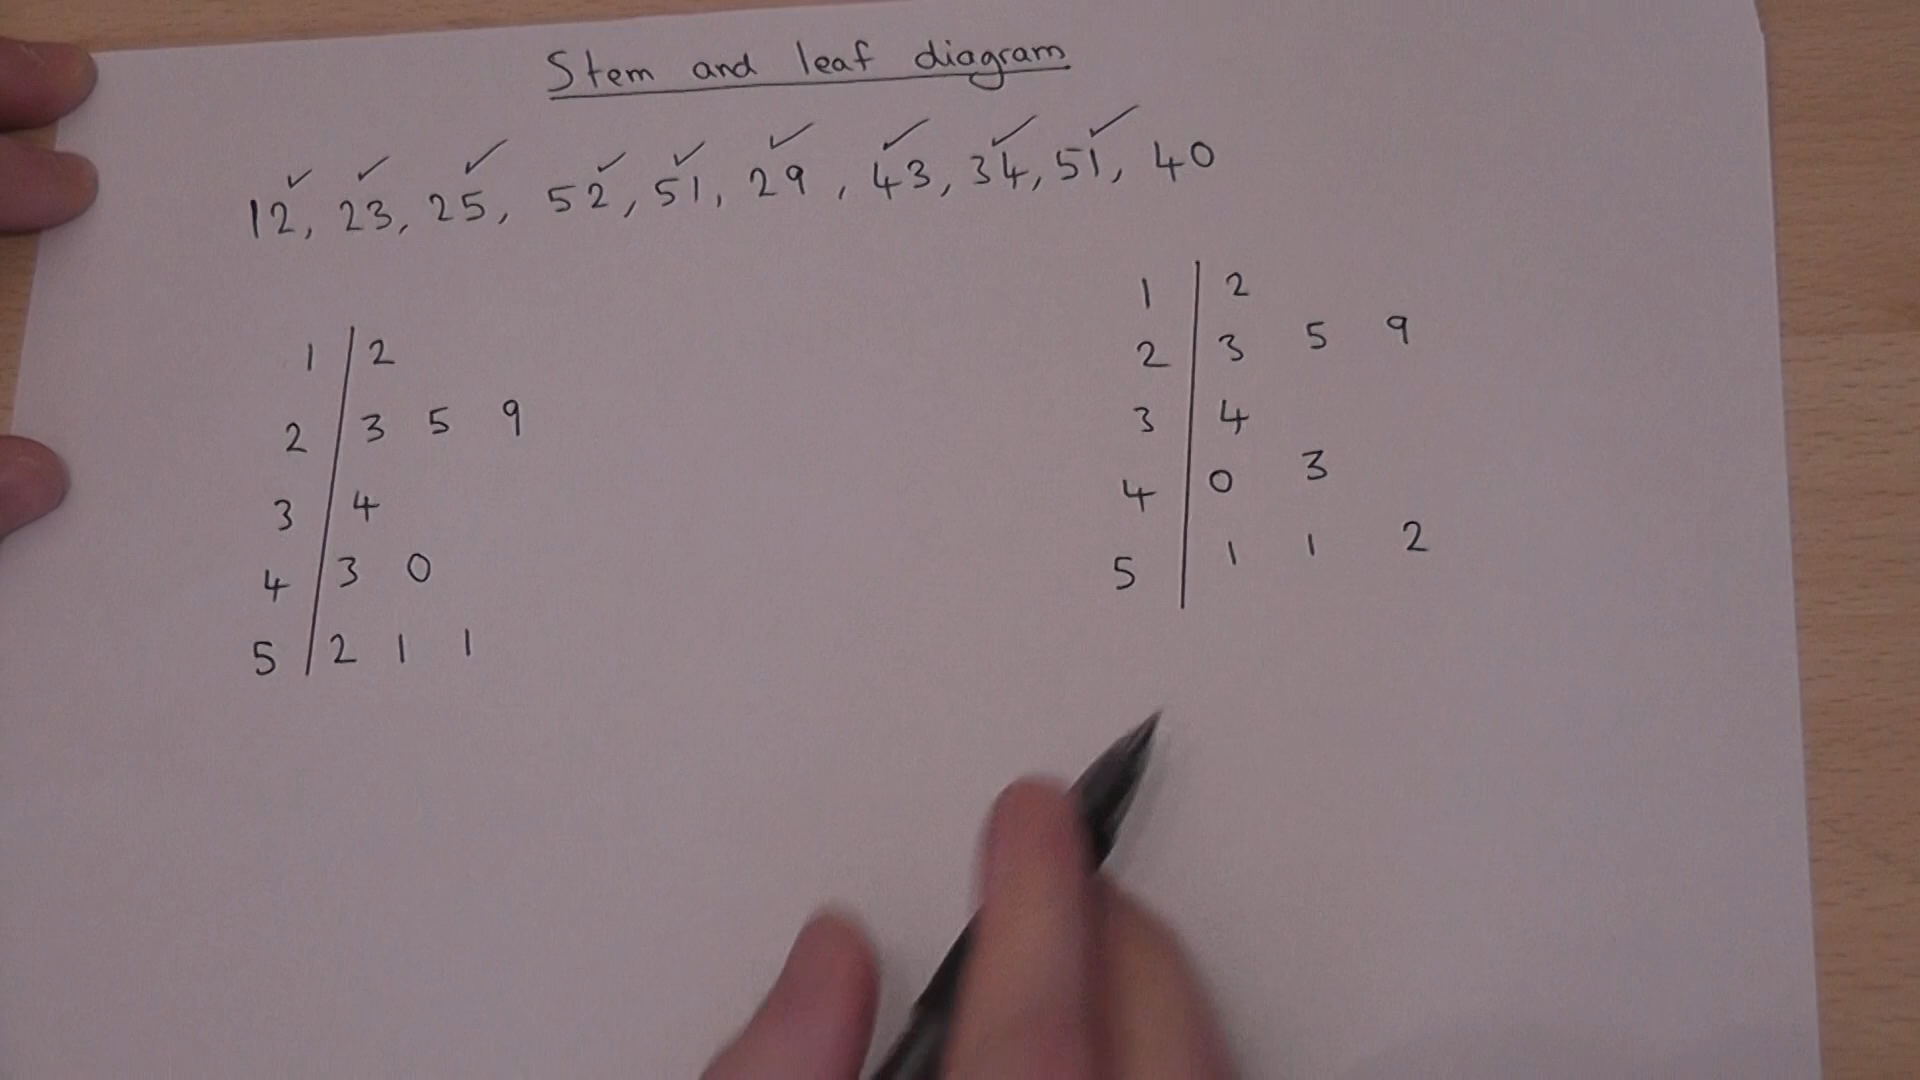 Stem and leaf diagram
12, 23, 25, 52, 51, 29, 43, 34, 51, 40
1 | 2
2 | 3 5 9
3 | 4
4 | 3 0
5 | 2 1 1
1 | 2
2 | 3 5 9
3 | 4
4 | 0 3
5 | 1 1 2